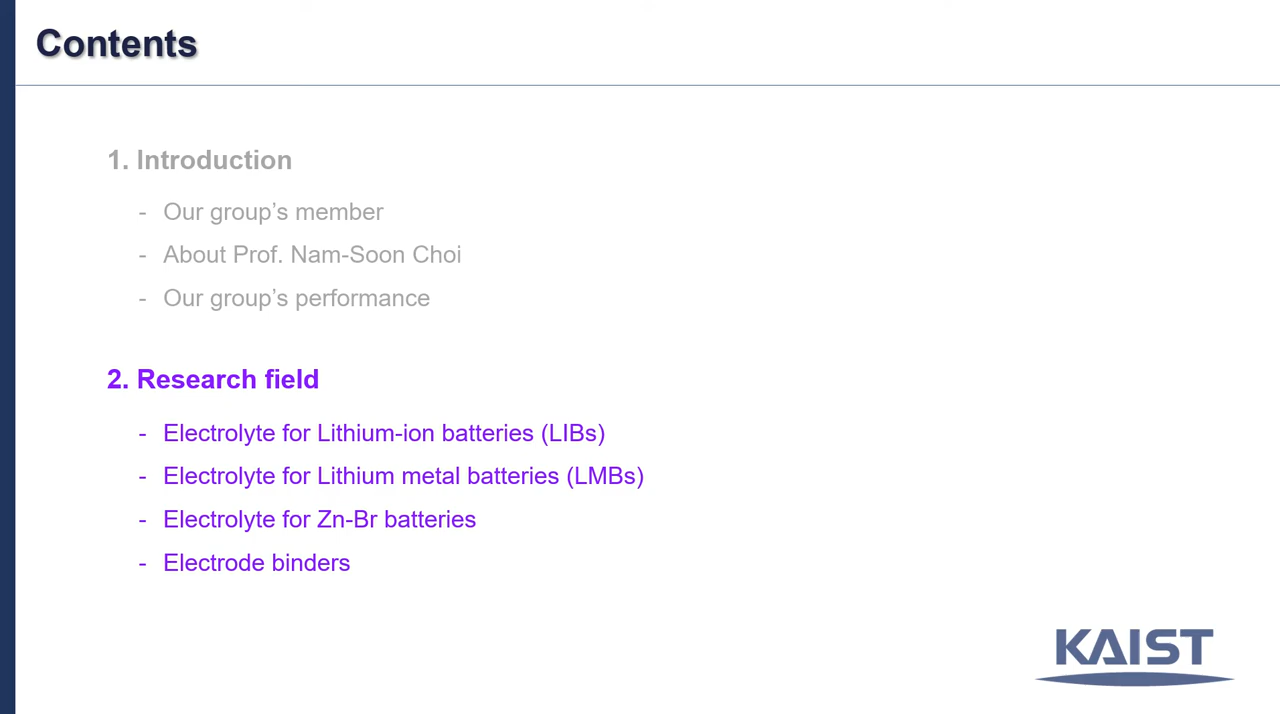 Contents
1. Introduction
- Our group’s member
- About Prof. Nam-Soon Choi
- Our group’s performance
2. Research field
- Electrolyte for Lithium-ion batteries (LIBs)
- Electrolyte for Lithium metal batteries (LMBs)
- Electrolyte for Zn-Br batteries
- Electrode binders
KAIST